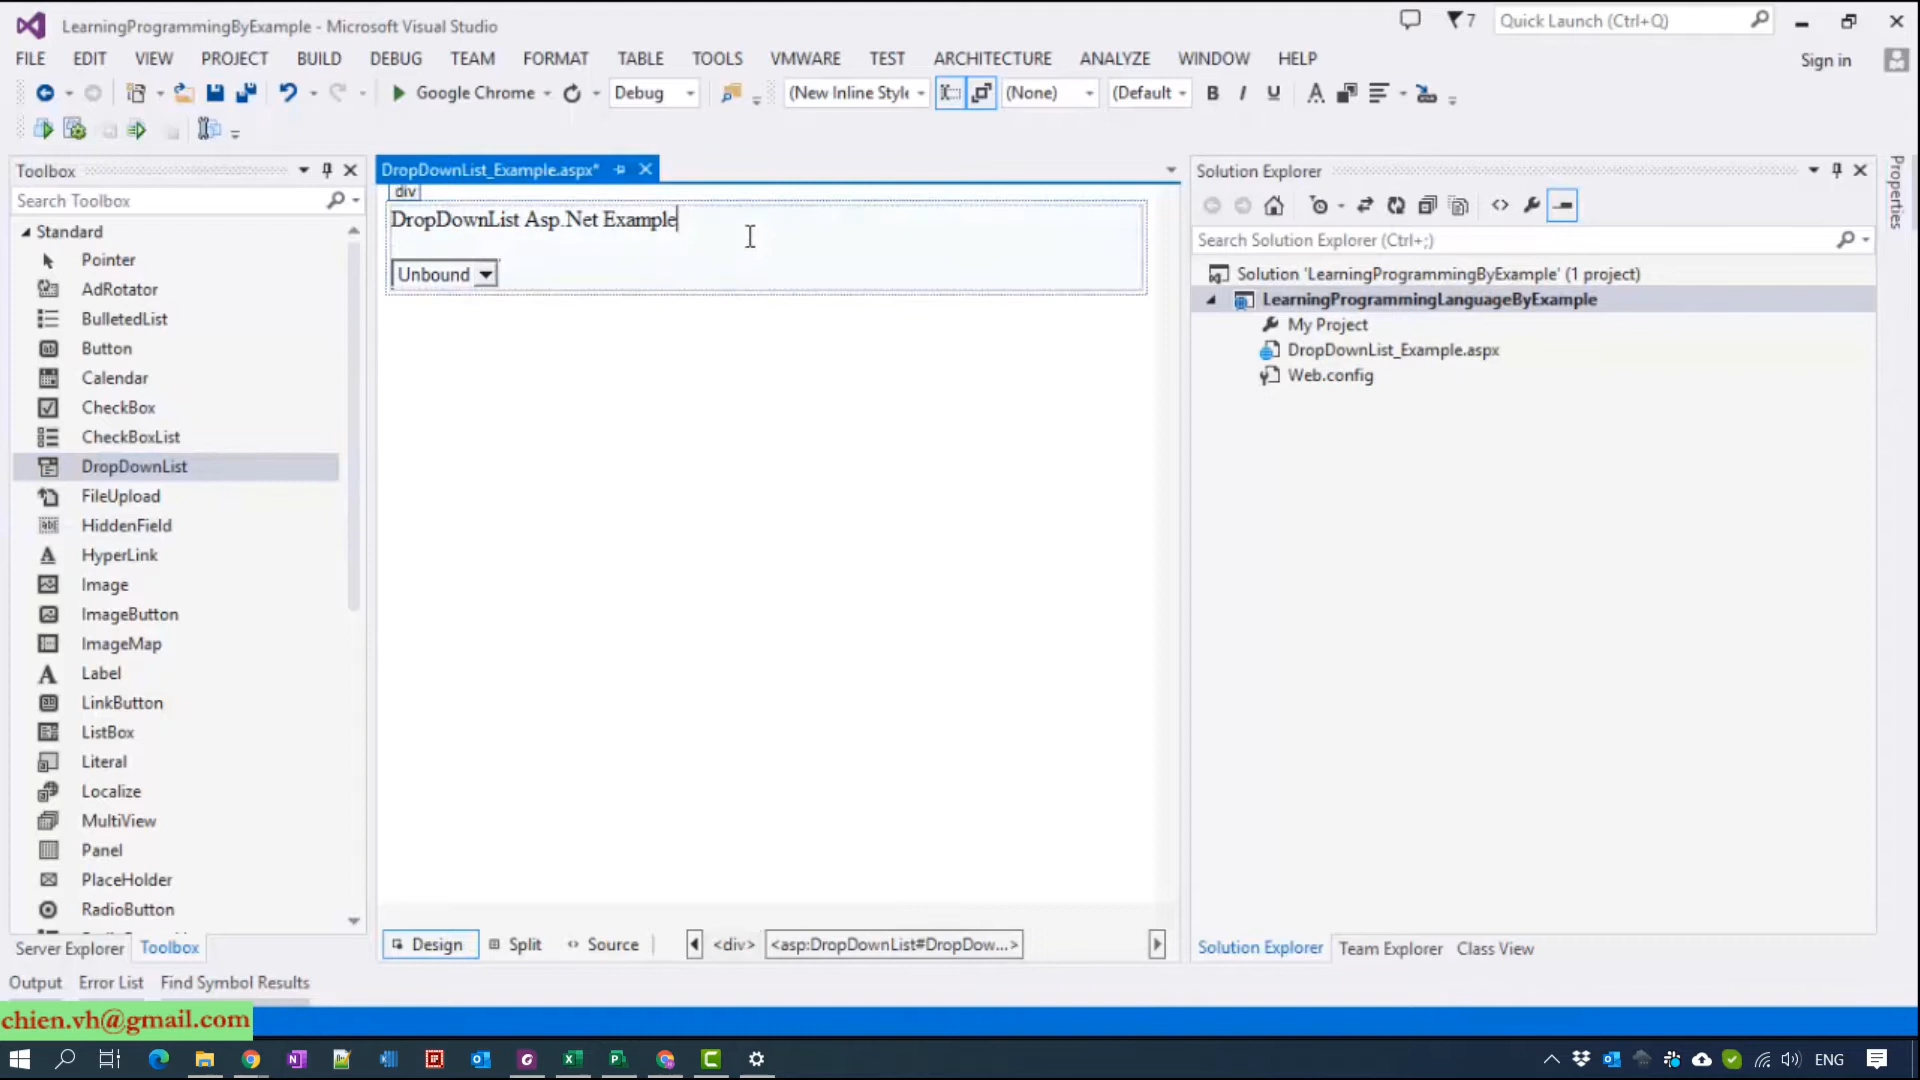 LearningProgrammingByExample - Microsoft Visual Studio
7
Quick Launch (Ctrl+Q)
FILE EDIT VIEW PROJECT BUILD DEBUG TEAM FORMAT TABLE TOOLS VMWARE TEST ARCHITECTURE ANALYZE WINDOW HELP
Sign in
Google Chrome Debug (New Inline Style (None) (Default B I U A
Toolbox
Search Toolbox
Standard
Pointer
AdRotator
BulletedList
Button
Calendar
CheckBox
CheckBoxList
DropDownList
FileUpload
HiddenField
HyperLink
Image
ImageButton
ImageMap
Label
LinkButton
ListBox
Literal
Localize
MultiView
Panel
PlaceHolder
RadioButton
Server Explorer Toolbox
DropDownList_Example.aspx*
div
DropDownList Asp.Net Example
Unbound
Design Split Source <div> <asp:DropDownList#DropDow...>
Solution Explorer
Search Solution Explorer (Ctrl+;)
Solution 'LearningProgrammingByExample' (1 project)
LearningProgrammingLanguageByExample
My Project
DropDownList_Example.aspx
Web.config
Solution Explorer Team Explorer Class View
Properties
Output Error List Find Symbol Results
chien.vh@gmail.com
ENG